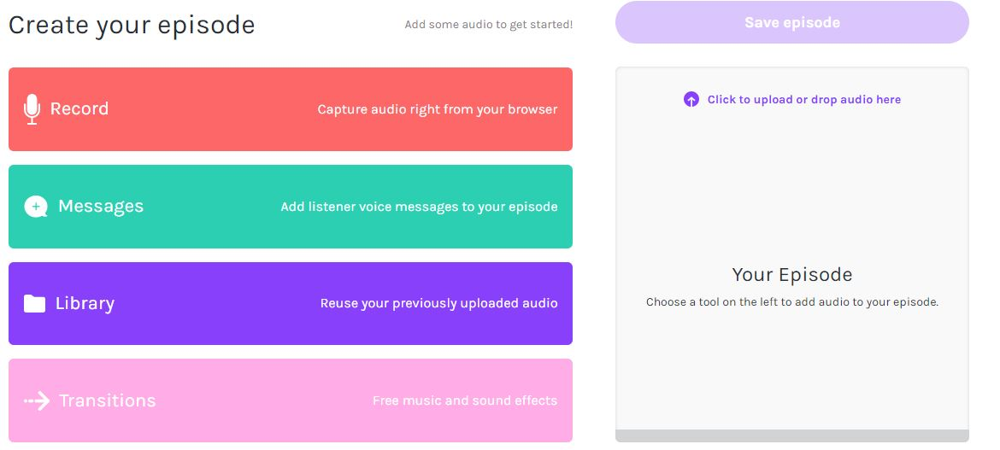 Create your episode
Add some audio to get started!
Record
Capture audio right from your browser
Messages
Add listener voice messages to your episode
Library
Reuse your previously uploaded audio
Transitions
Free music and sound effects
Save episode
Click to upload or drop audio here
Your Episode
Choose a tool on the left to add audio to your episode.